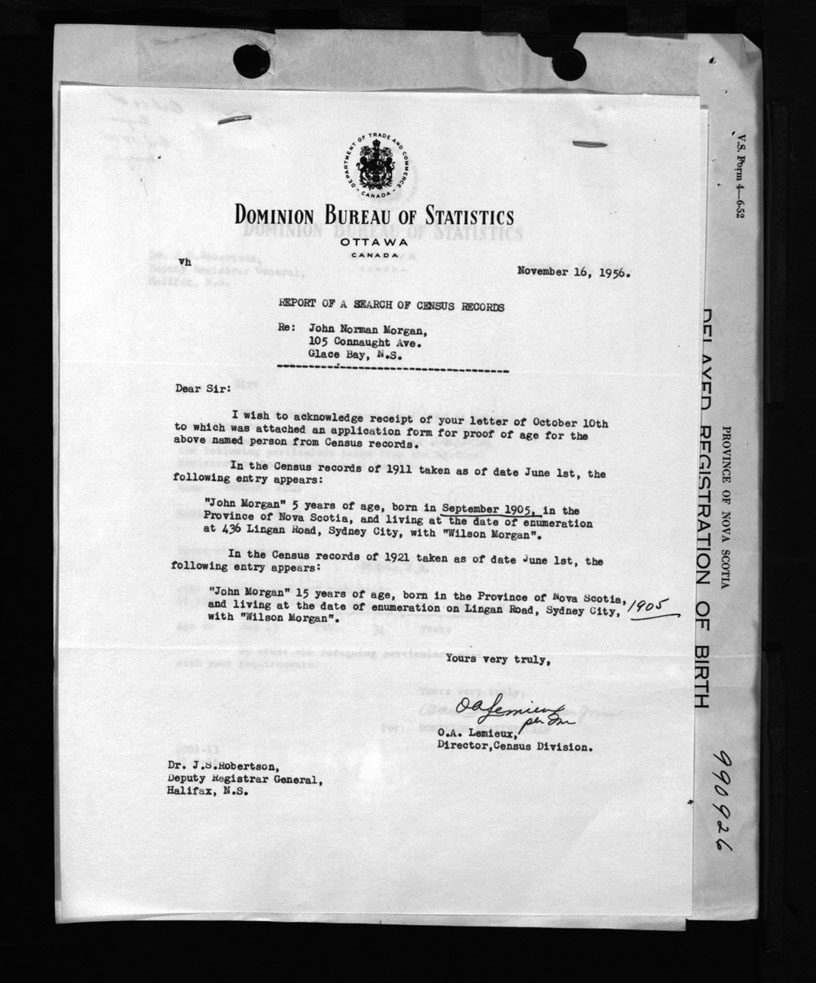 DEPARTMENT OF TRADE AND COMMERCE
CANADA
DOMINION BUREAU OF STATISTICS
OTTAWA
CANADA
vh
November 16, 1956.
REPORT OF A SEARCH OF CENSUS RECORDS
Re: John Norman Morgan,
105 Connaught Ave.
Glace Bay, N.S.
Dear Sir:
I wish to acknowledge receipt of your letter of October 10th
to which was attached an application form for proof of age for the
above named person from Census records.
In the Census records of 1911 taken as of date June 1st, the
following entry appears:
"John Morgan" 5 years of age, born in September 1905, in the
Province of Nova Scotia, and living at the date of enumeration
at 436 Lingan Road, Sydney City, with "Wilson Morgan".
In the Census records of 1921 taken as of date June 1st, the
following entry appears:
"John Morgan" 15 years of age, born in the Province of Nova Scotia,
and living at the date of enumeration on Lingan Road, Sydney City, 1905
with "Wilson Morgan".
Yours very truly,
OA Lemieux
per
O.A. Lemieux,
Director,Census Division.
Dr. J.S.Robertson,
Deputy Registrar General,
Halifax, N.S.
V.S. Form 4—6-52
PROVINCE OF NOVA SCOTIA
DELAYED REGISTRATION OF BIRTH
990926